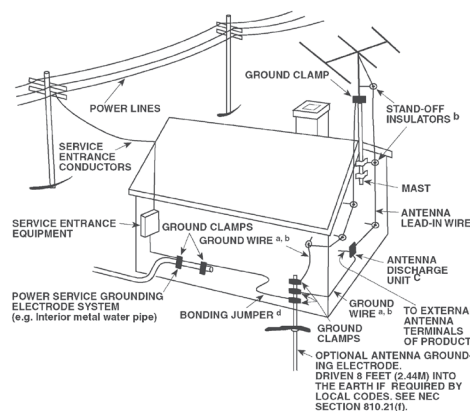 GROUND CLAMP
POWER LINES
STAND-OFF
INSULATORS b
SERVICE
ENTRANCE
CONDUCTORS
MAST
SERVICE ENTRANCE
EQUIPMENT
GROUND CLAMPS
GROUND WIRE a, b
ANTENNA
LEAD-IN WIRE
ANTENNA
DISCHARGE
UNIT C
POWER SERVICE GROUNDING
ELECTRODE SYSTEM
(e.g. Interior metal water pipe)
BONDING JUMPER d
GROUND
WIRE a, b
GROUND
CLAMPS
TO EXTERNA
ANTENNA
TERMINALS
OF PRODUCT
OPTIONAL ANTENNA GROUND-
ING ELECTRODE.
DRIVEN 8 FEET (2.44M) INTO
THE EARTH IF REQUIRED BY
LOCAL CODES. SEE NEC
SECTION 810.21(f).